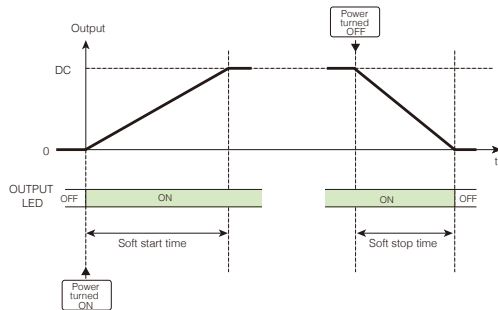 Power
turned
OFF
Output
DC
0
t
OUTPUT
LED
OFF
ON
ON
OFF
Soft start time
Soft stop time
Power
turned
ON